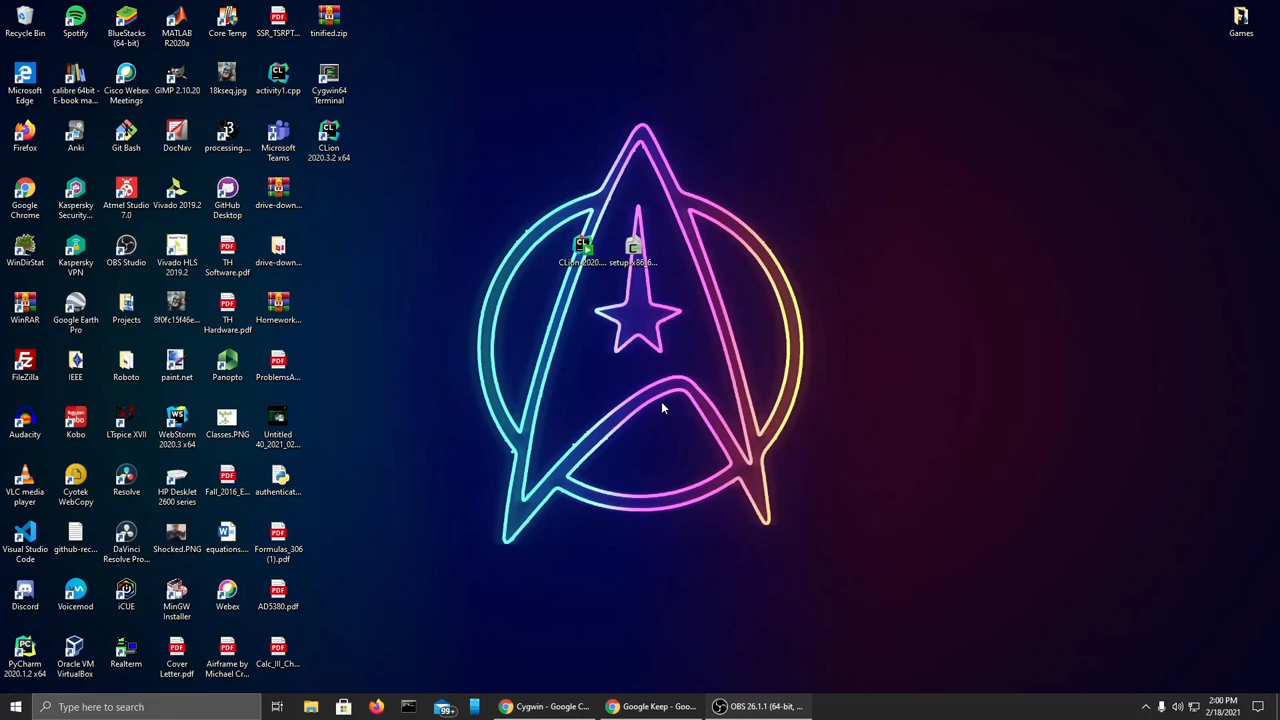 Recycle Bin
Spotify
BlueStacks
(64-bit)
MATLAB
R2020a
Core Temp
SSR_TSRPT...
tinified.zip
Games
Microsoft
Edge
calibre 64bit -
E-book ma...
Cisco Webex
Meetings
GIMP 2.10.20
18kseq.jpg
activity1.cpp
Cygwin64
Terminal
Firefox
Anki
Git Bash
DocNav
processing....
Microsoft
Teams
CLion
2020.3.2 x64
Google
Chrome
Kaspersky
Security...
Atmel Studio
7.0
Vivado 2019.2
GitHub
Desktop
drive-down...
WinDirStat
Kaspersky
VPN
OBS Studio
Vivado HLS
2019.2
TH
Software.pdf
drive-down...
CLion-2020....
setup-x86_6...
WinRAR
Google Earth
Pro
Projects
8f0fc15f46e...
TH
Hardware.pdf
Homework...
FileZilla
IEEE
Roboto
paint.net
Panopto
ProblemsA...
Audacity
Kobo
LTspice XVII
WebStorm
2020.3 x64
Classes.PNG
Untitled
40_2021_02...
VLC media
player
Cyotek
WebCopy
Resolve
HP DeskJet
2600 series
Fall_2016_E...
authenticat...
Visual Studio
Code
github-rec...
DaVinci
Resolve Pro...
Shocked.PNG
equations....
Formulas_306
(1).pdf
Discord
Voicemod
iCUE
MinGW
Installer
Webex
AD5380.pdf
PyCharm
2020.1.2 x64
Oracle VM
VirtualBox
Realterm
Cover
Letter.pdf
Airframe by
Michael Cr...
Calc_III_Ch...
Type here to search
99+
Cygwin - Google C...
Google Keep - Goo...
OBS 26.1.1 (64-bit, ...
2:00 PM
2/18/2021